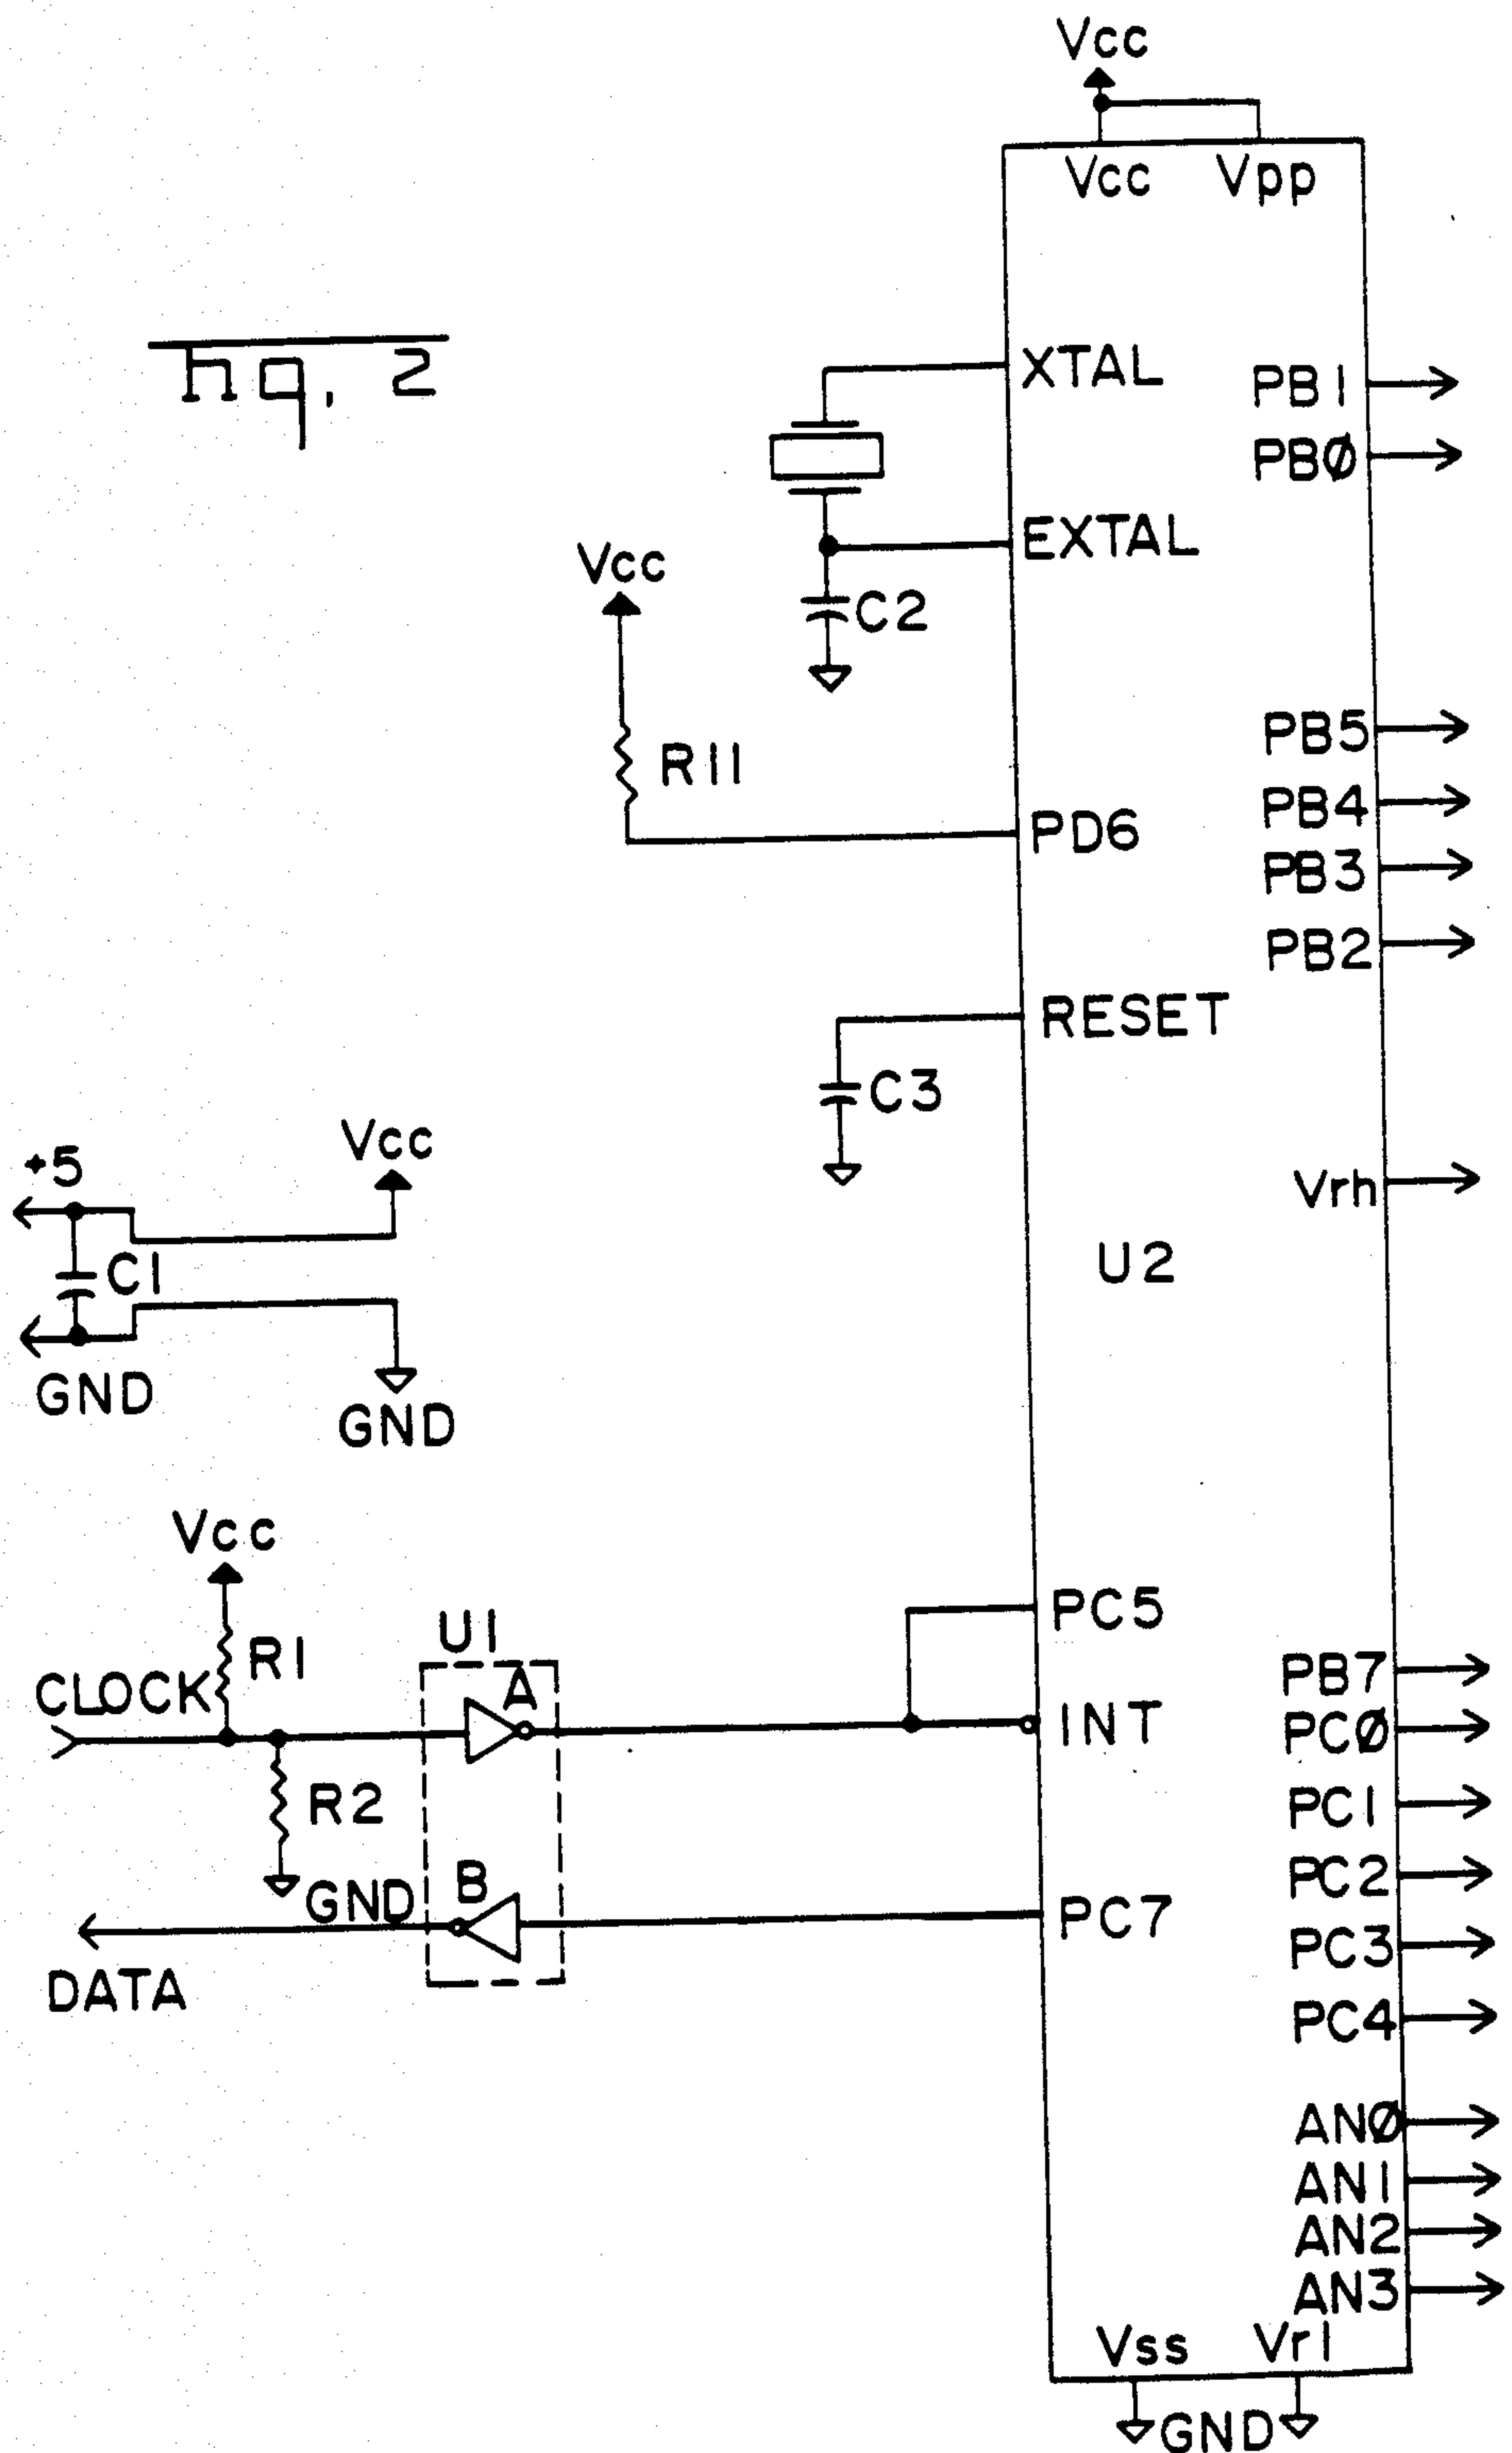 Vcc
Vcc Vpp
Fig. 2
XTAL
PB1
PBØ
EXTAL
Vcc
C2
R11
PB5
PD6
PB4
PB3
PB2
RESET
C3
+5
Vcc
Vrh
C1
U2
GND
GND
Vcc
U1
PC5
R1
A
CLOCK
PB7
INT
PCØ
R2
PC1
B
GND
PC2
PC7
PC3
DATA
PC4
ANØ
AN1
AN2
AN3
Vss Vrl
GND